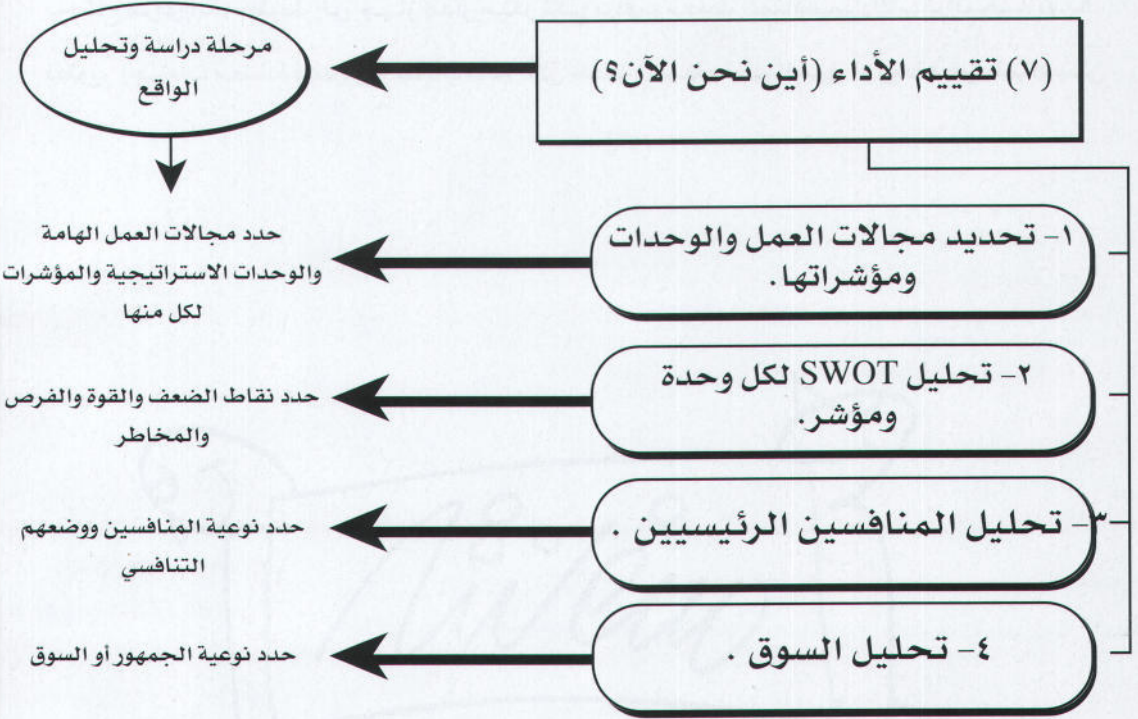 (٧) تقييم الأداء (أين نحن الآن؟)
مرحلة دراسة وتحليل
الواقع
١- تحديد مجالات العمل والوحدات
ومؤشراتها.
حدد مجالات العمل الهامة
والوحدات الاستراتيجية والمؤشرات
لكل منها
٢- تحليل SWOT لكل وحدة
ومؤشر.
حدد نقاط الضعف والقوة والفرص
والمخاطر
٣- تحليل المنافسين الرئيسيين .
حدد نوعية المنافسين ووضعهم
التنافسي
٤- تحليل السوق .
حدد نوعية الجمهور أو السوق